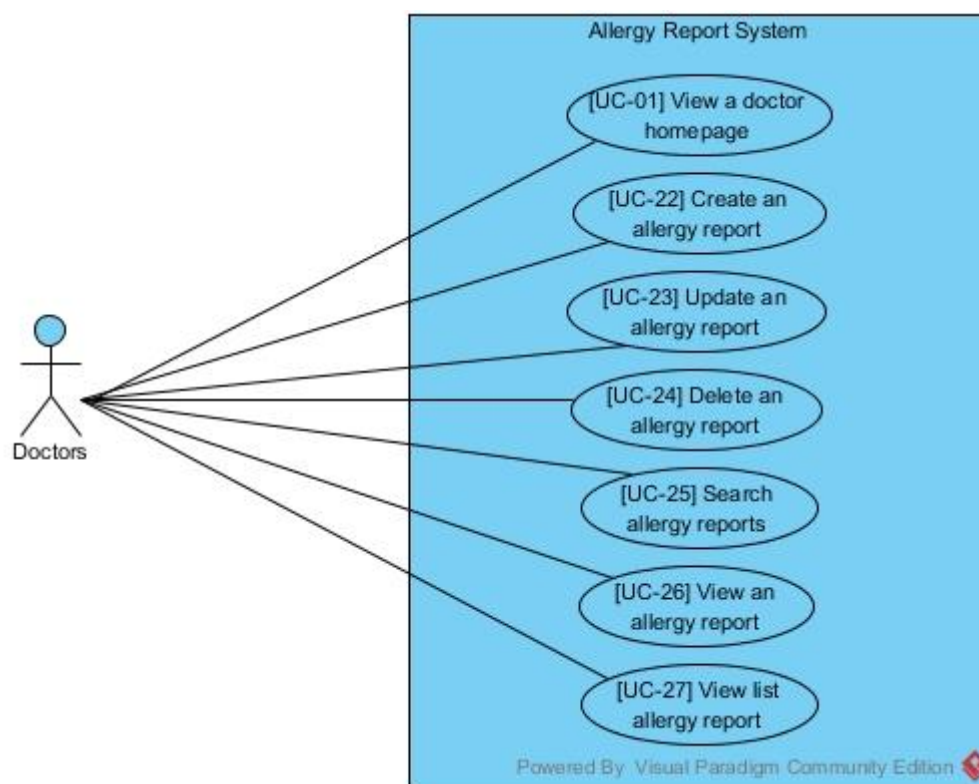 Allergy Report System
[UC-01] View a doctor
homepage
[UC-22] Create an
allergy report
[UC-23] Update an
allergy report
[UC-24] Delete an
allergy report
Doctors
[UC-25] Search
allergy reports
[UC-26] View an
allergy report
[UC-27] View list
allergy report
Powered By Visual Paradigm Community Edition